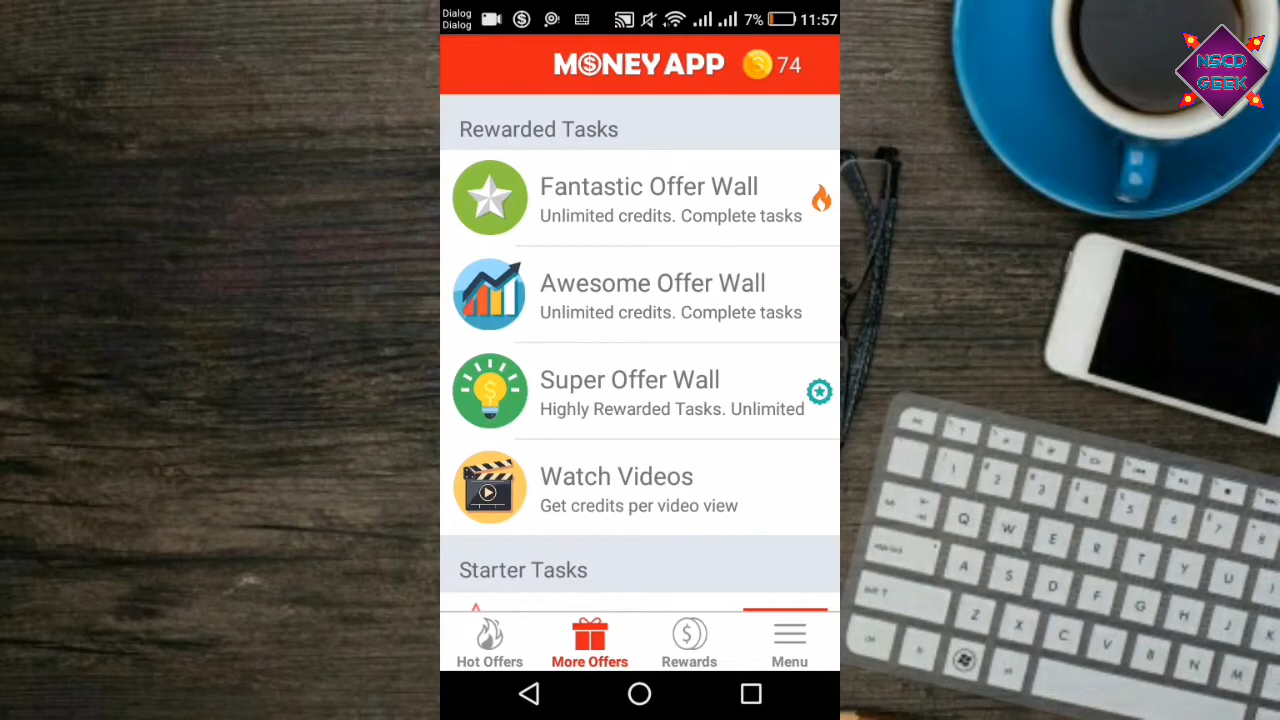 Dialog
Dialog
7% 11:57
MONEY APP 74
NSCD
GEEK
Rewarded Tasks
Fantastic Offer Wall
Unlimited credits. Complete tasks
Awesome Offer Wall
Unlimited credits. Complete tasks
Super Offer Wall
Highly Rewarded Tasks. Unlimited
Watch Videos
Get credits per video view
Starter Tasks
Hot Offers
More Offers
Rewards
Menu